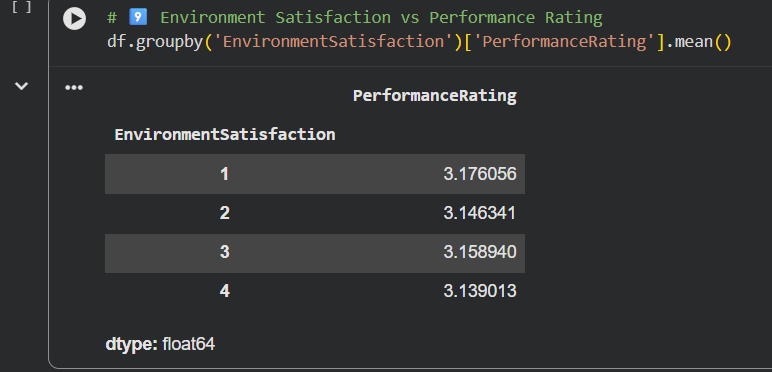 [ ]
# 9️⃣ Environment Satisfaction vs Performance Rating
df.groupby('EnvironmentSatisfaction')['PerformanceRating'].mean()
PerformanceRating
EnvironmentSatisfaction
1 3.176056
2 3.146341
3 3.158940
4 3.139013
dtype: float64